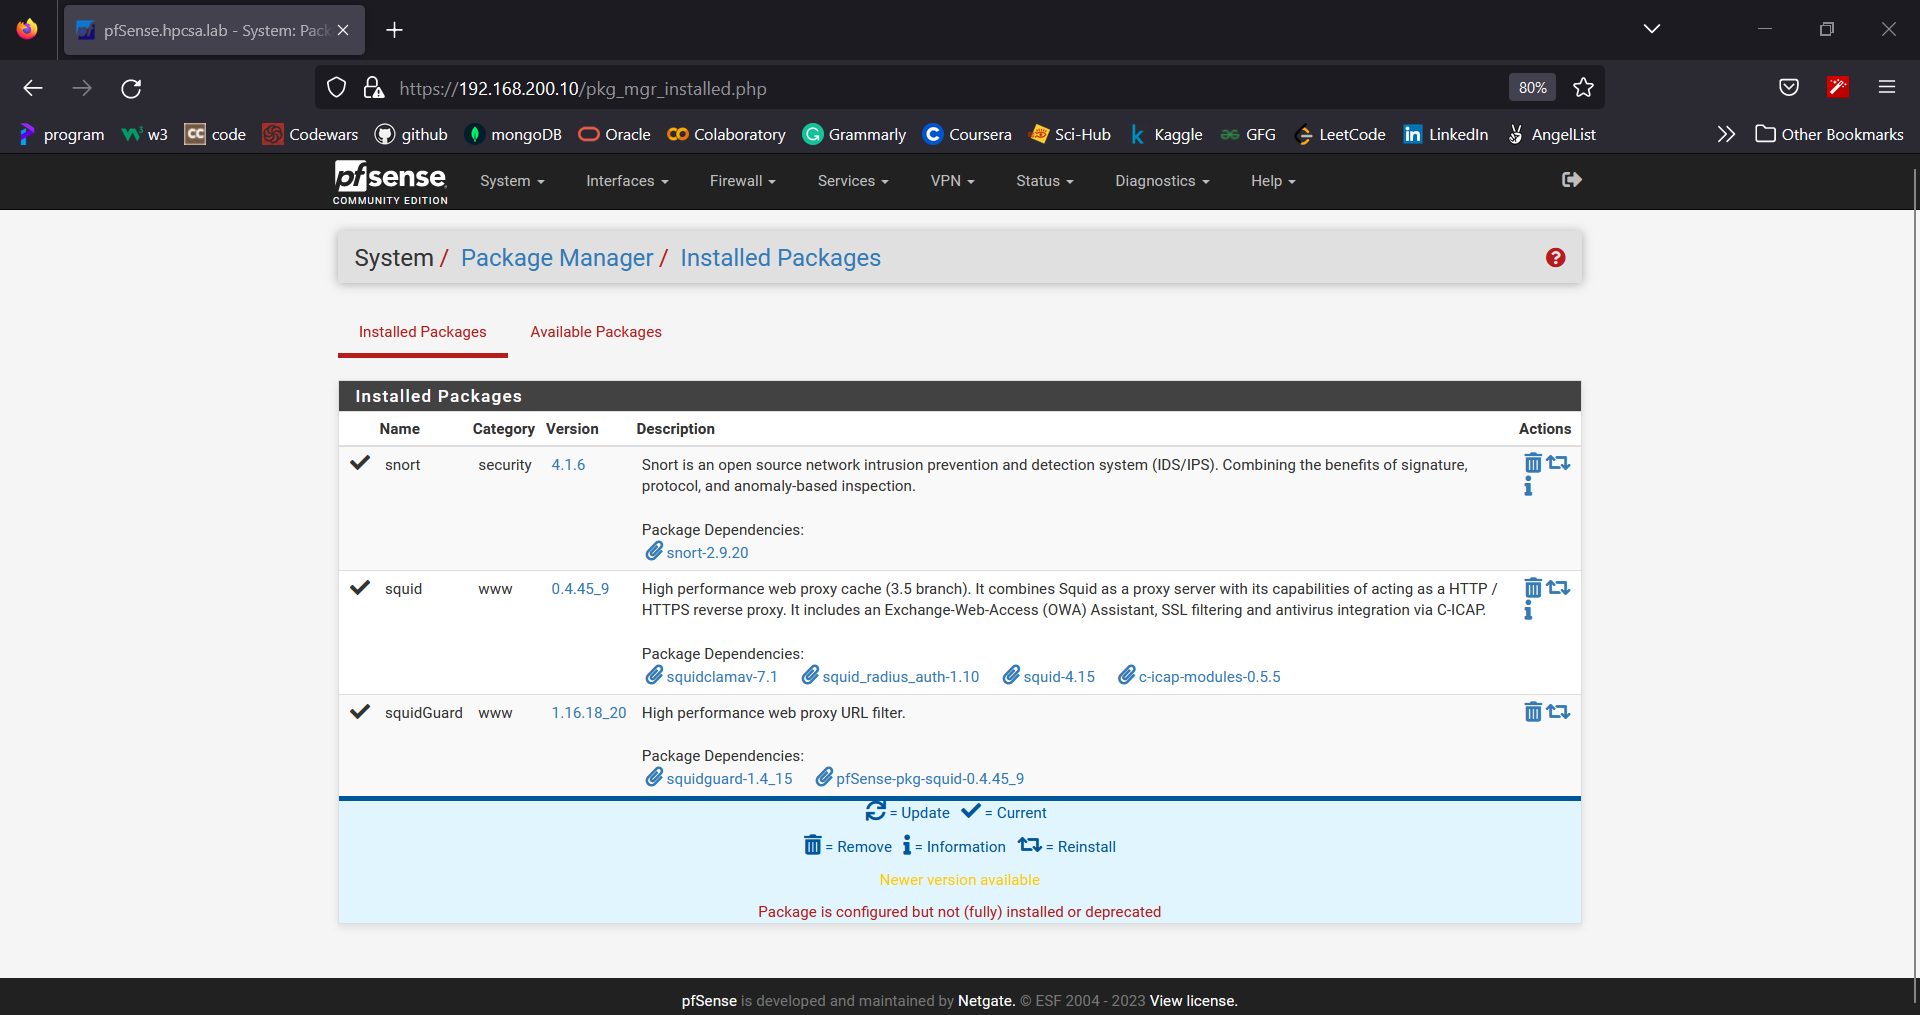 pfSense.hpcsa.lab - System: Pack
https://192.168.200.10/pkg_mgr_installed.php
80%
program w3 code Codewars github mongoDB Oracle Colaboratory Grammarly Coursera Sci-Hub Kaggle GFG LeetCode LinkedIn AngelList Other Bookmarks
pfsense
COMMUNITY EDITION
System Interfaces Firewall Services VPN Status Diagnostics Help
System / Package Manager / Installed Packages
Installed Packages Available Packages
Installed Packages
Name Category Version Description Actions
snort security 4.1.6 Snort is an open source network intrusion prevention and detection system (IDS/IPS). Combining the benefits of signature,
protocol, and anomaly-based inspection.
Package Dependencies:
snort-2.9.20
squid www 0.4.45_9 High performance web proxy cache (3.5 branch). It combines Squid as a proxy server with its capabilities of acting as a HTTP /
HTTPS reverse proxy. It includes an Exchange-Web-Access (OWA) Assistant, SSL filtering and antivirus integration via C-ICAP.
Package Dependencies:
squidclamav-7.1 squid_radius_auth-1.10 squid-4.15 c-icap-modules-0.5.5
squidGuard www 1.16.18_20 High performance web proxy URL filter.
Package Dependencies:
squidguard-1.4_15 pfSense-pkg-squid-0.4.45_9
= Update = Current
= Remove = Information = Reinstall
Newer version available
Package is configured but not (fully) installed or deprecated
pfSense is developed and maintained by Netgate. © ESF 2004 - 2023 View license.